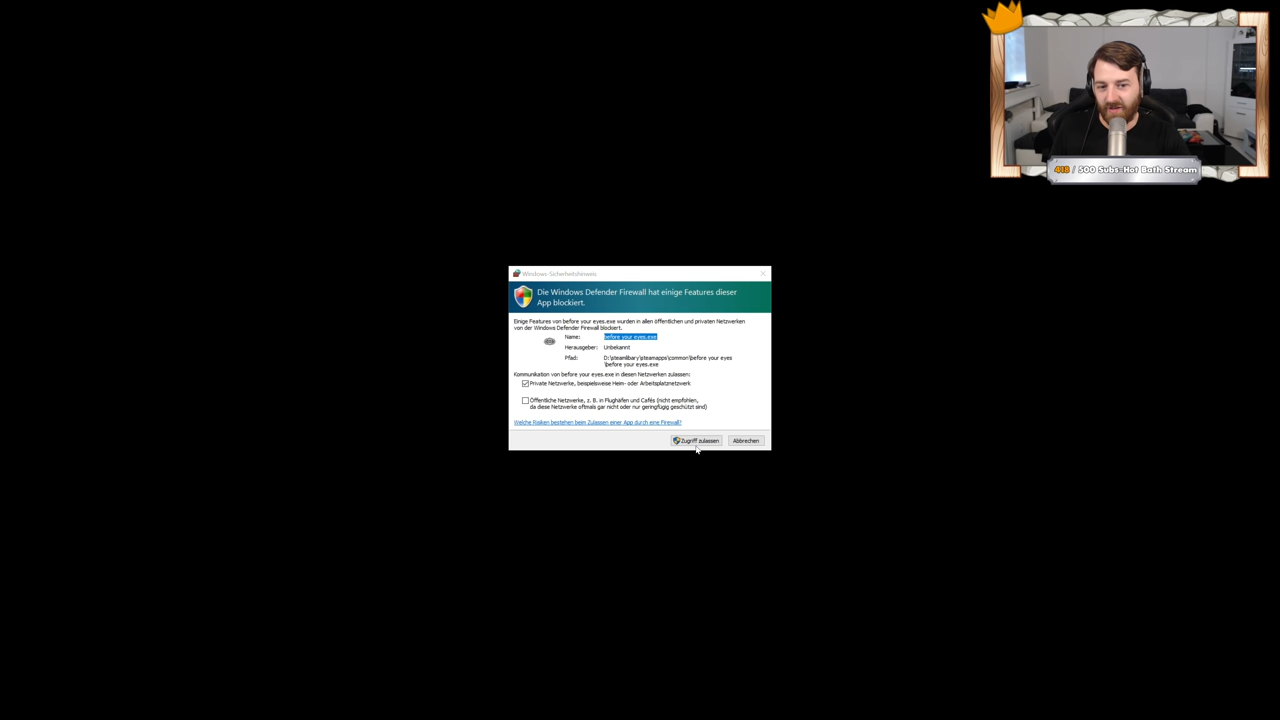 418 / 500 Subs-Hot Bath Stream
Windows-Sicherheitshinweis
Die Windows Defender Firewall hat einige Features dieser
App blockiert.
Einige Features von before your eyes.exe wurden in allen öffentlichen und privaten Netzwerken
von der Windows Defender Firewall blockiert.
Name: before your eyes.exe
Herausgeber: Unbekannt
Pfad: D:\steamlibary\steamapps\common\before your eyes
\before your eyes.exe
Kommunikation von before your eyes.exe in diesen Netzwerken zulassen:
Private Netzwerke, beispielsweise Heim- oder Arbeitsplatznetzwerk
Öffentliche Netzwerke, z. B. in Flughäfen und Cafés (nicht empfohlen,
da diese Netzwerke oftmals gar nicht oder nur geringfügig geschützt sind)
Welche Risiken bestehen beim Zulassen einer App durch eine Firewall?
Zugriff zulassen Abbrechen